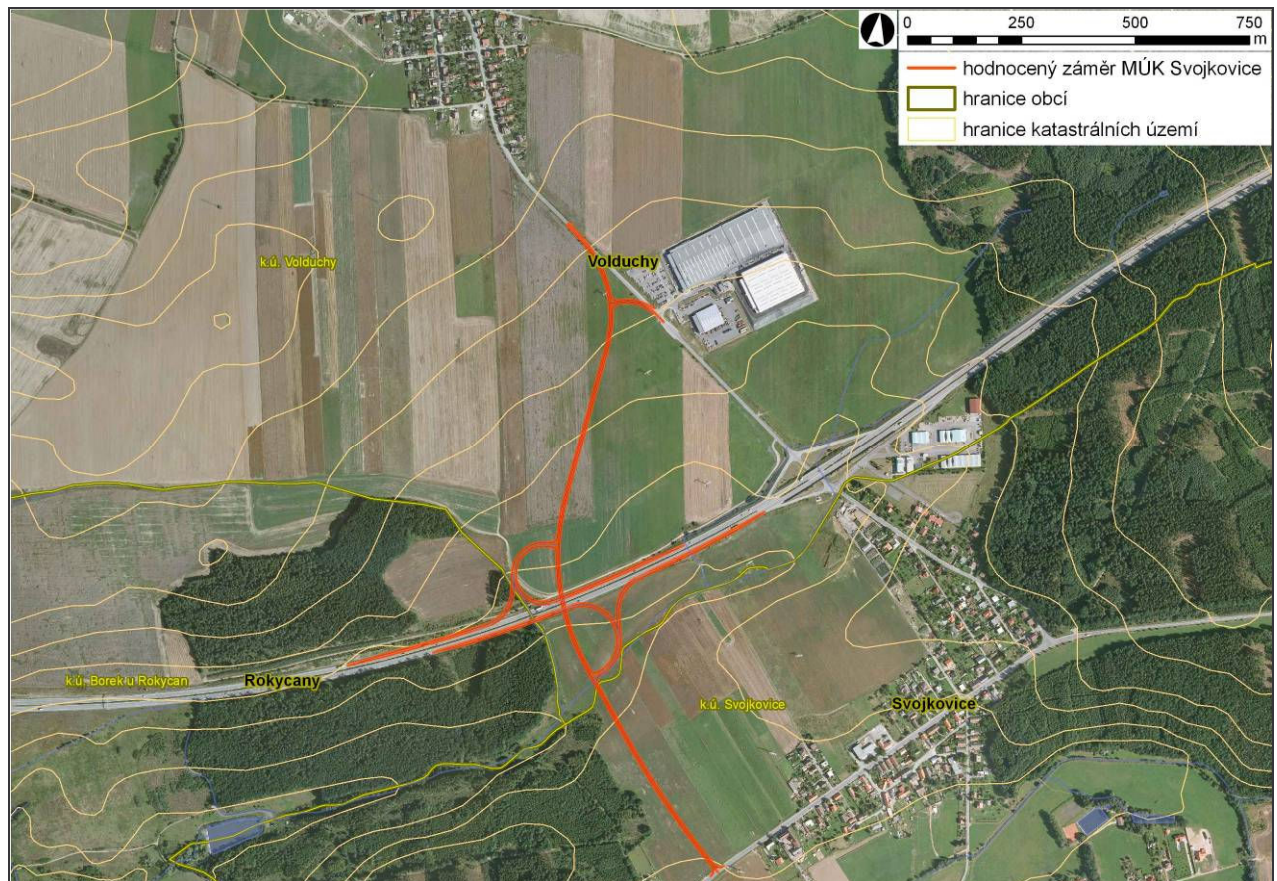 0 250 500 750
m
hodnocený záměr MÚK Svojkovice
hranice obcí
hranice katastrálních území
k.ú. Volduchy
Volduchy
k.ú. Borek u Rokycan
Rokycany
k.ú. Svojkovice
Svojkovice